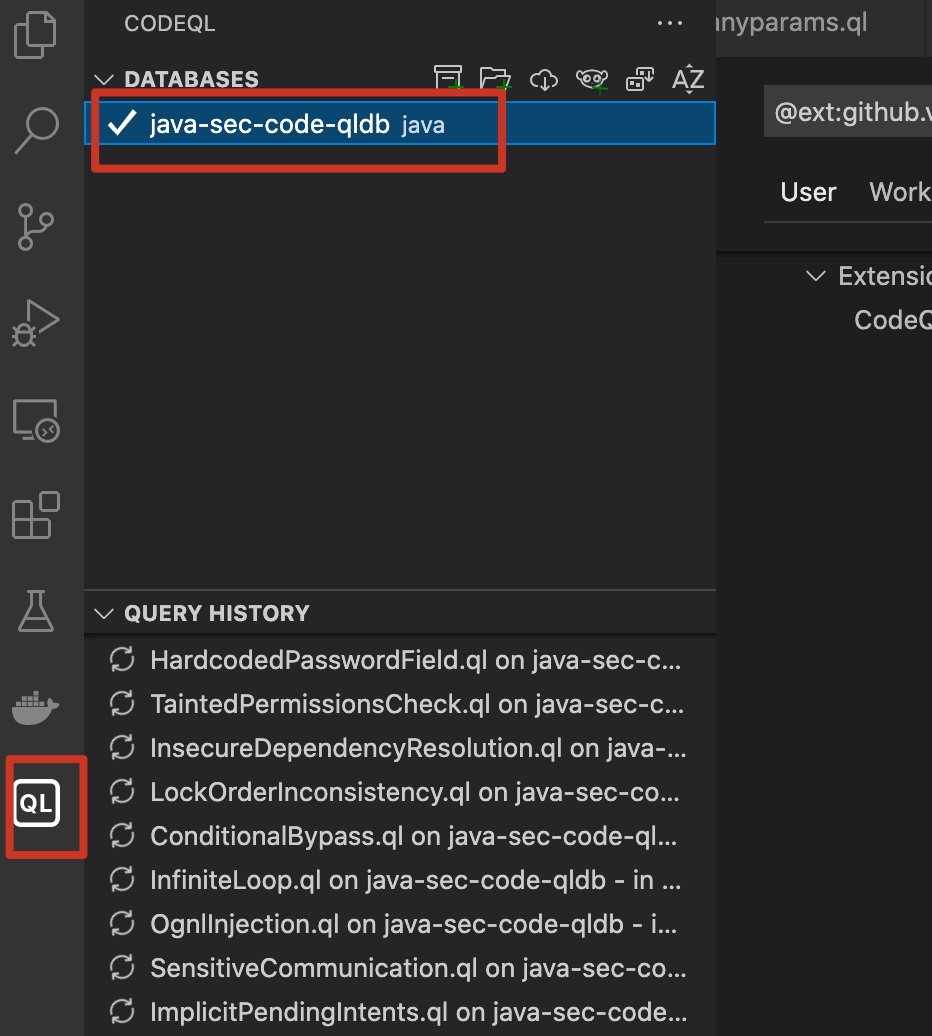 CODEQL
DATABASES
java-sec-code-qldb java
QL
QUERY HISTORY
HardcodedPasswordField.ql on java-sec-c...
TaintedPermissionsCheck.ql on java-sec-c...
InsecureDependencyResolution.ql on java-...
LockOrderInconsistency.ql on java-sec-co...
ConditionalBypass.ql on java-sec-code-ql...
InfiniteLoop.ql on java-sec-code-qldb - in ...
OgnlInjection.ql on java-sec-code-qldb - i...
SensitiveCommunication.ql on java-sec-co...
ImplicitPendingIntents.ql on java-sec-code...
nyparams.ql
@ext:github.v
User Work
Extensio
CodeQ